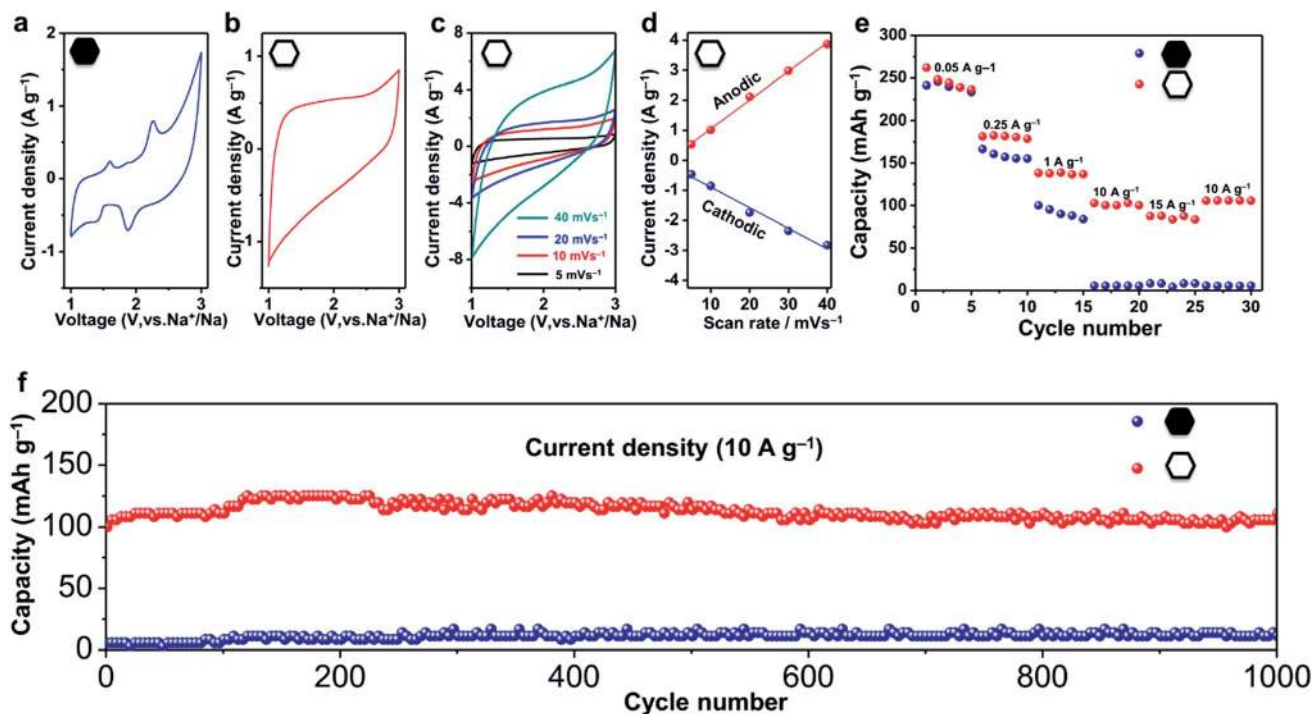 a
Current density (A g⁻¹)
2
1
0
-1
1 2 3
Voltage (V,vs.Na⁺/Na)
b
Current density (A g⁻¹)
1
0
-1
1 2 3
Voltage (V,vs.Na⁺/Na)
c
Current density (A g⁻¹)
8
4
0
-4
-8
40 mVs⁻¹
20 mVs⁻¹
10 mVs⁻¹
5 mVs⁻¹
1 2 3
Voltage (V,vs.Na⁺/Na)
d
Current density (A g⁻¹)
5
4
3
2
1
0
-1
-2
-3
-4
Anodic
Cathodic
10 20 30 40
Scan rate / mVs⁻¹
e
Capacity (mAh g⁻¹)
300
250
200
150
100
50
0
0.05 A g–1
0.25 A g⁻¹
1 A g⁻¹
10 A g⁻¹
15 A g⁻¹
10 A g⁻¹
0 5 10 15 20 25 30
Cycle number
f
Capacity (mAh g⁻¹)
200
150
100
50
0
Current density (10 A g⁻¹)
0 200 400 600 800 1000
Cycle number